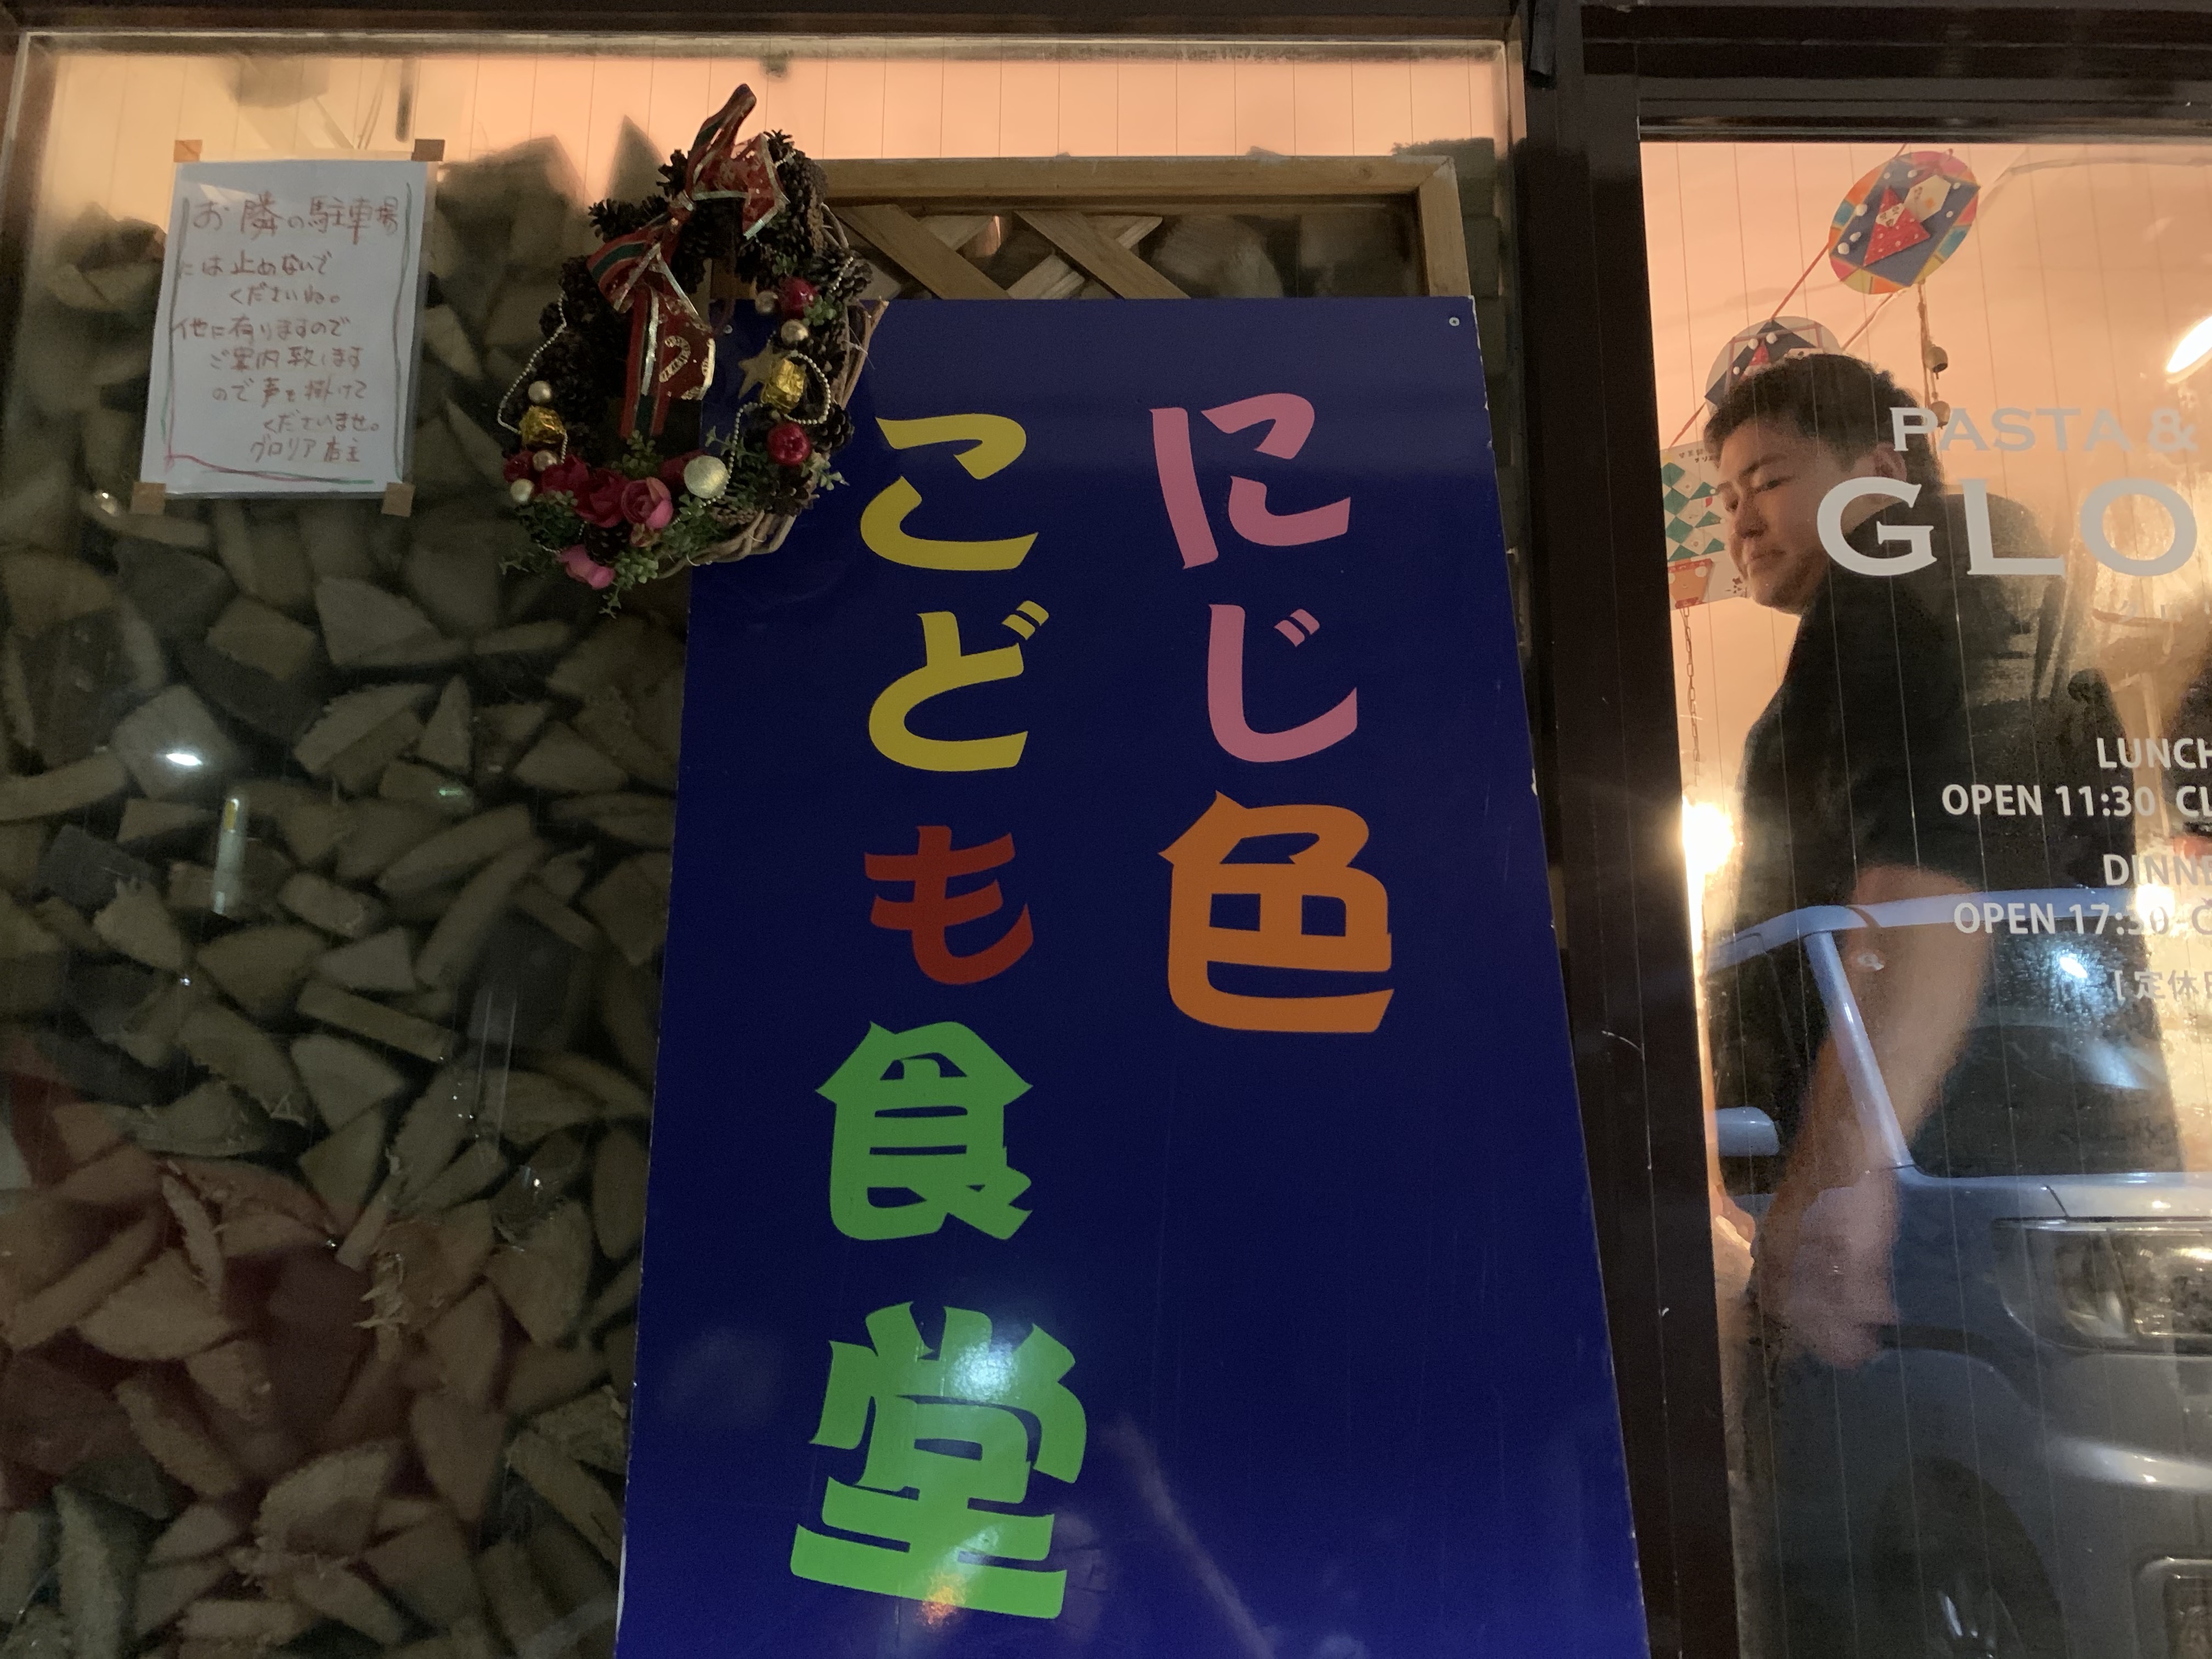 お隣の駐車場
には止めないで
くださいね。
他に有りますので
ご案内致します
ので声を掛けて
くださいませ。
グロリア店主
にじ色
こども食堂
PASTA &
GLO
LUNCH
OPEN 11:30 CL
DINNE
OPEN 17:30 C
[定休日